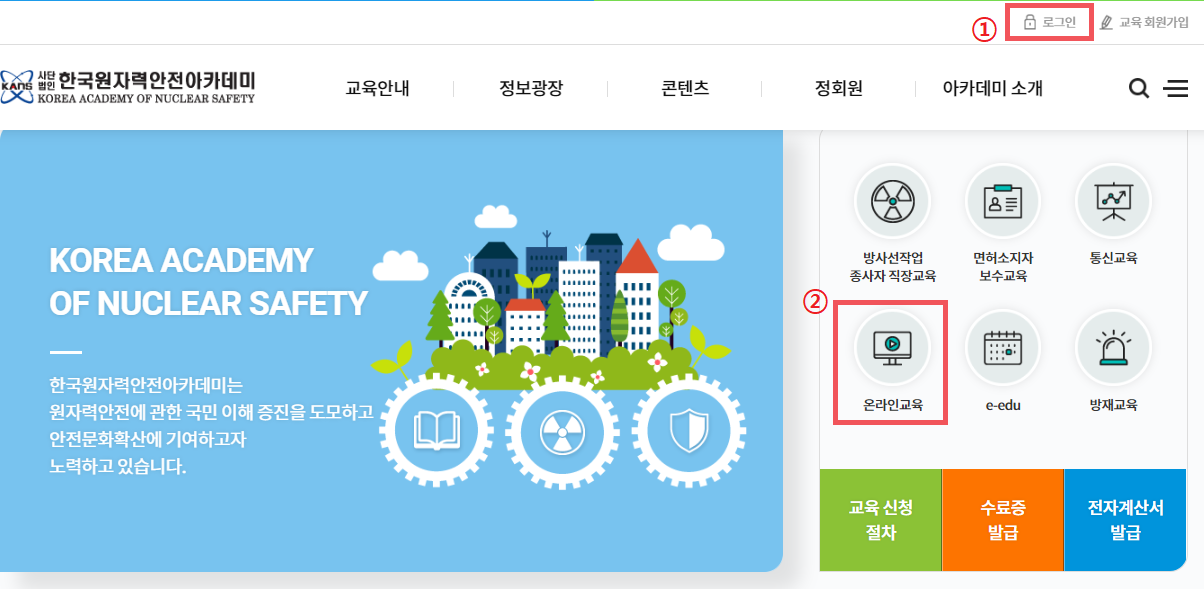 ① 로그인 교육 회원가입
KANS 사단법인 한국원자력안전아카데미
KOREA ACADEMY OF NUCLEAR SAFETY
교육안내 정보광장 콘텐츠 정회원 아카데미 소개
KOREA ACADEMY
OF NUCLEAR SAFETY
한국원자력안전아카데미는
원자력안전에 관한 국민 이해 증진을 도모하고
안전문화확산에 기여하고자
노력하고 있습니다.
방사선작업
종사자 직장교육
면허소지자
보수교육
통신교육
②
온라인교육
e-edu
방재교육
교육 신청
절차
수료증
발급
전자계산서
발급